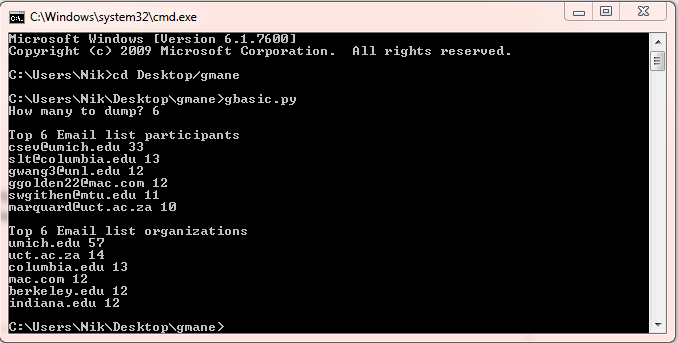 C:\Windows\system32\cmd.exe
Microsoft Windows [Version 6.1.7600]
Copyright (c) 2009 Microsoft Corporation.  All rights reserved.
C:\Users\Nik>cd Desktop/gmane
C:\Users\Nik\Desktop\gmane>gbasic.py
How many to dump? 6
Top 6 Email list participants
csev@umich.edu 33
slt@columbia.edu 13
gwang3@unl.edu 12
ggolden22@mac.com 12
swgithen@mtu.edu 11
marquard@uct.ac.za 10
Top 6 Email list organizations
umich.edu 57
uct.ac.za 14
columbia.edu 13
mac.com 12
berkeley.edu 12
indiana.edu 12
C:\Users\Nik\Desktop\gmane>